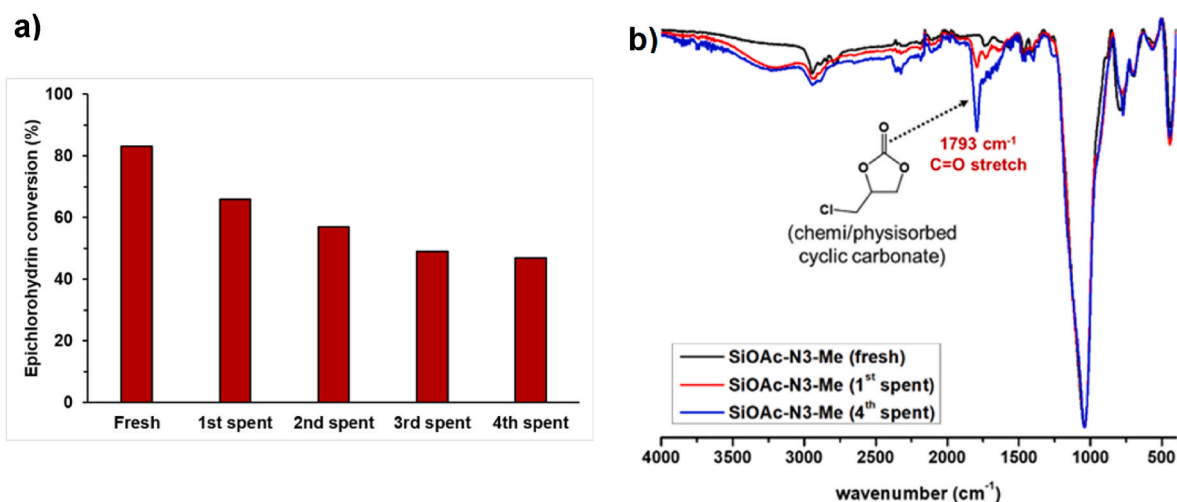 a)
Epichlorohydrin conversion (%)
100
80
60
40
20
0
Fresh
1st spent
2nd spent
3rd spent
4th spent
b)
O
O
O
Cl
(chemi/physisorbed
cyclic carbonate)
1793 cm⁻¹
C=O stretch
SiOAc-N3-Me (fresh)
SiOAc-N3-Me (1ˢᵗ spent)
SiOAc-N3-Me (4ᵗʰ spent)
4000 3500 3000 2500 2000 1500 1000 500
wavenumber (cm⁻¹)